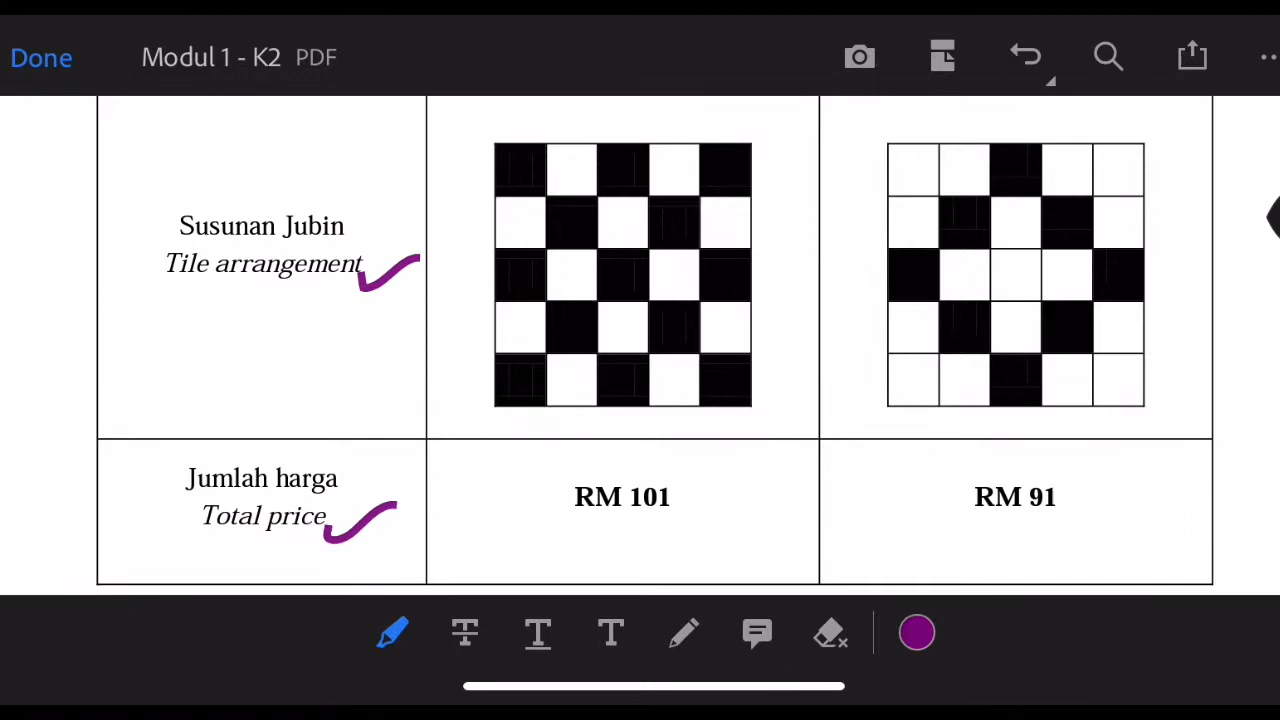 Done
Modul 1 - K2 PDF
Susunan Jubin
Tile arrangement
Jumlah harga
Total price
RM 101
RM 91
T
T
T